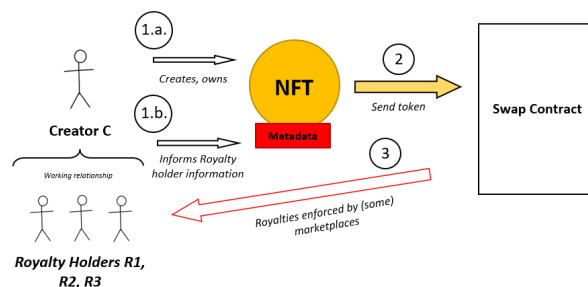 1.a.
Creates, owns
Creator C
1.b.
Informs Royalty
holder information
Working relationship
Royalty Holders R1,
R2, R3
NFT
Metadata
2
Send token
Swap Contract
3
Royalties enforced by (some)
marketplaces